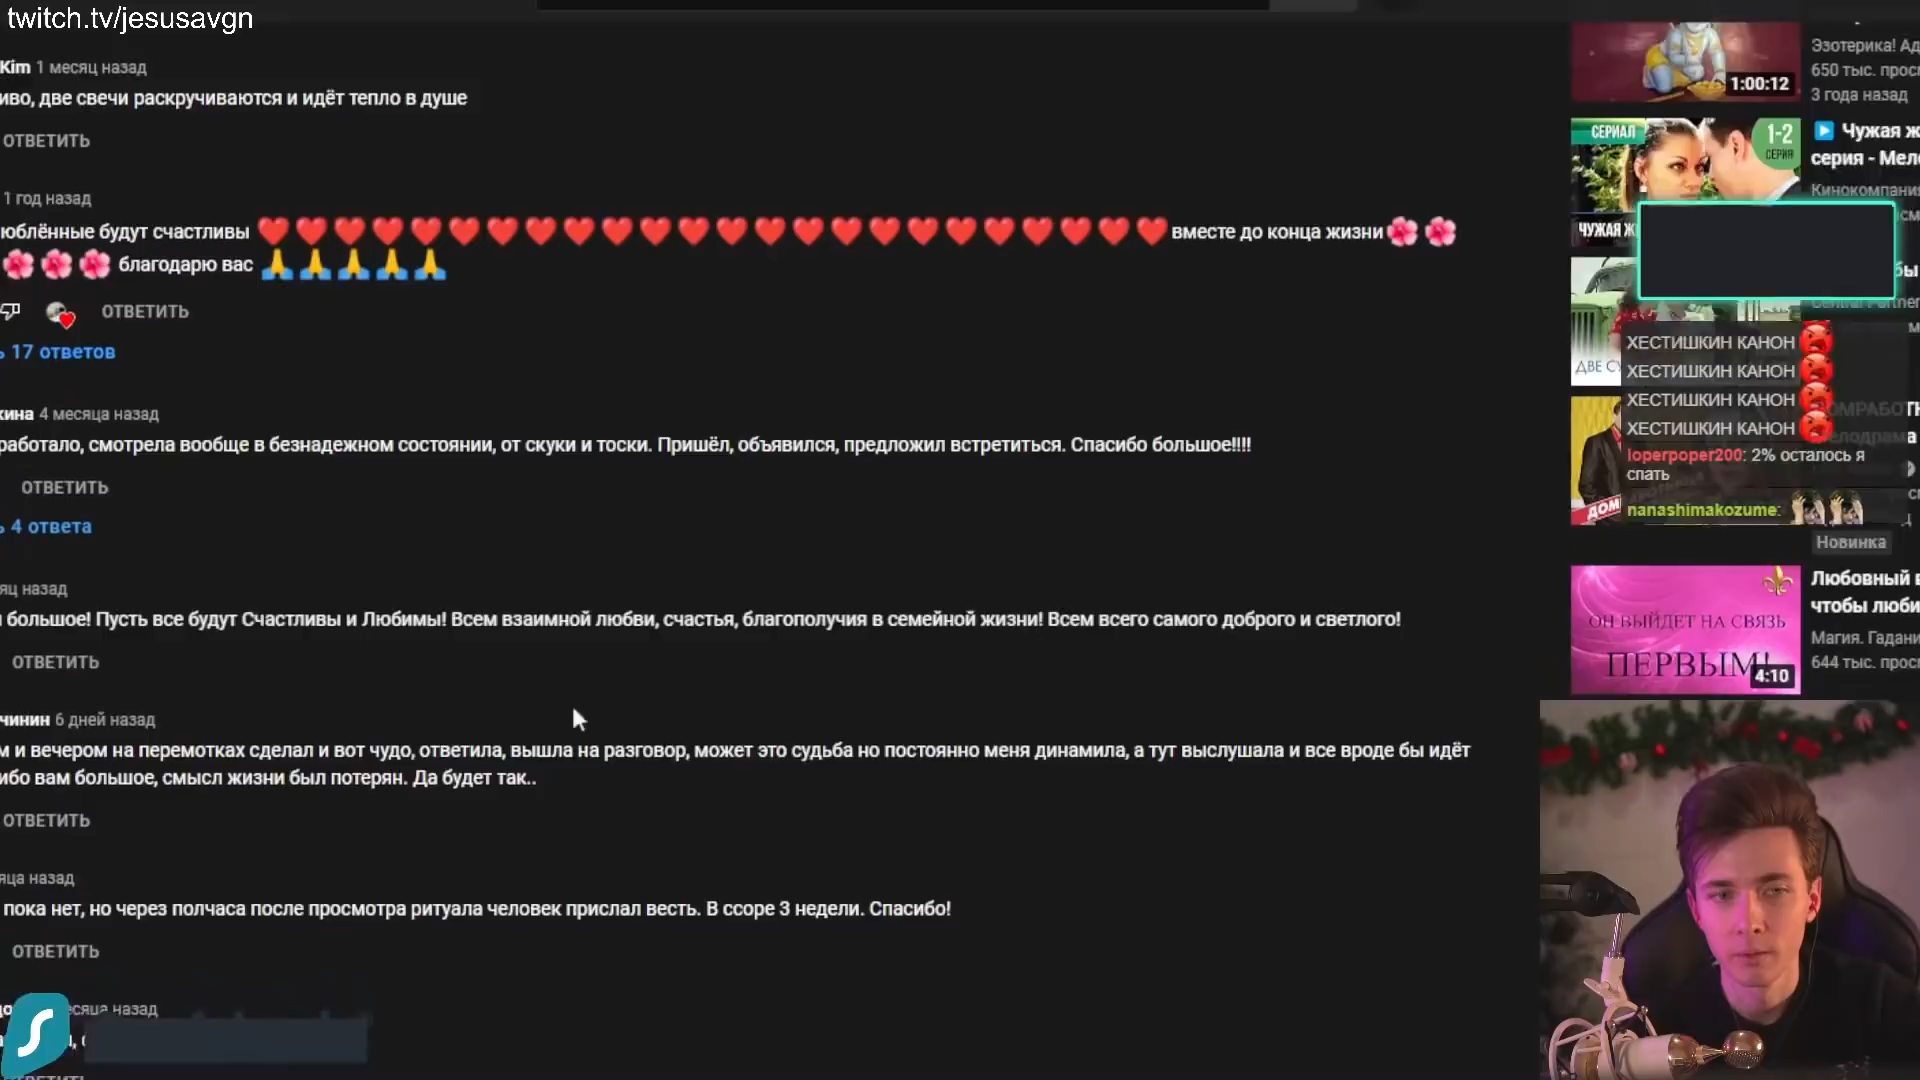 twitch.tv/jesusavgn
Kim 1 месяц назад
иво, две свечи раскручиваются и идёт тепло в душе
ОТВЕТИТЬ
1 год назад
юблённые будут счастливы ❤️❤️❤️❤️❤️❤️❤️❤️❤️❤️❤️❤️❤️❤️❤️❤️❤️❤️❤️❤️❤️❤️❤️❤️вместе до конца жизни🌺🌺
🌺🌺🌺 благодарю вас 🙏🙏🙏🙏🙏
ОТВЕТИТЬ
ь 17 ответов
кина 4 месяца назад
работало, смотрела вообще в безнадежном состоянии, от скуки и тоски. Пришёл, объявился, предложил встретиться. Спасибо большое!!!!
ОТВЕТИТЬ
ь 4 ответа
яц назад
большое! Пусть все будут Счастливы и Любимы! Всем взаимной любви, счастья, благополучия в семейной жизни! Всем всего самого доброго и светлого!
ОТВЕТИТЬ
чинин 6 дней назад
м и вечером на перемотках сделал и вот чудо, ответила, вышла на разговор, может это судьба но постоянно меня динамила, а тут выслушала и все вроде бы идёт
ибо вам большое, смысл жизни был потерян. Да будет так..
ОТВЕТИТЬ
яца назад
пока нет, но через полчаса после просмотра ритуала человек прислал весть. В ссоре 3 недели. Спасибо!
ОТВЕТИТЬ
есяца назад
1:00:12
Эзотерика! Ад
650 тыс. прос
3 года назад
СЕРИАЛ
1-2
СЕРИЯ
ЧУЖАЯ Ж
Чужая ж
серия - Мел
Кинокомпани
ДВЕ СУ
ХЕСТИШКИН КАНОН
ХЕСТИШКИН КАНОН
ХЕСТИШКИН КАНОН
ХЕСТИШКИН КАНОН
loperpoper200: 2% осталось я
спать
nanashimakozume:
ДОМ
Новинка
ОН ВЫЙДЕТ НА СВЯЗЬ
ПЕРВЫМ!
4:10
Любовный
чтобы люби
Магия. Гадани
644 тыс. прос